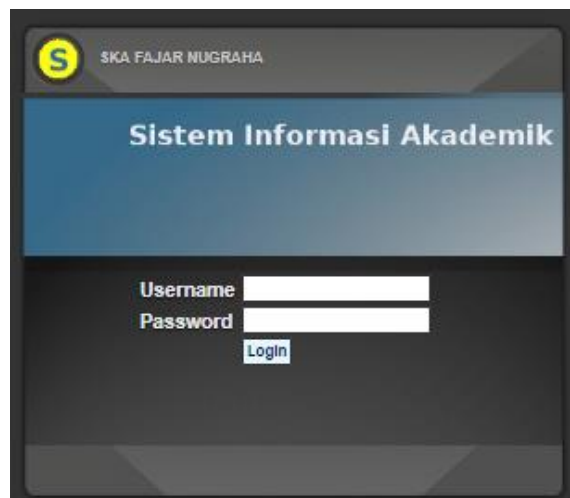 S
SKA FAJAR NUGRAHA
Sistem Informasi Akademik
Username
Password
Login